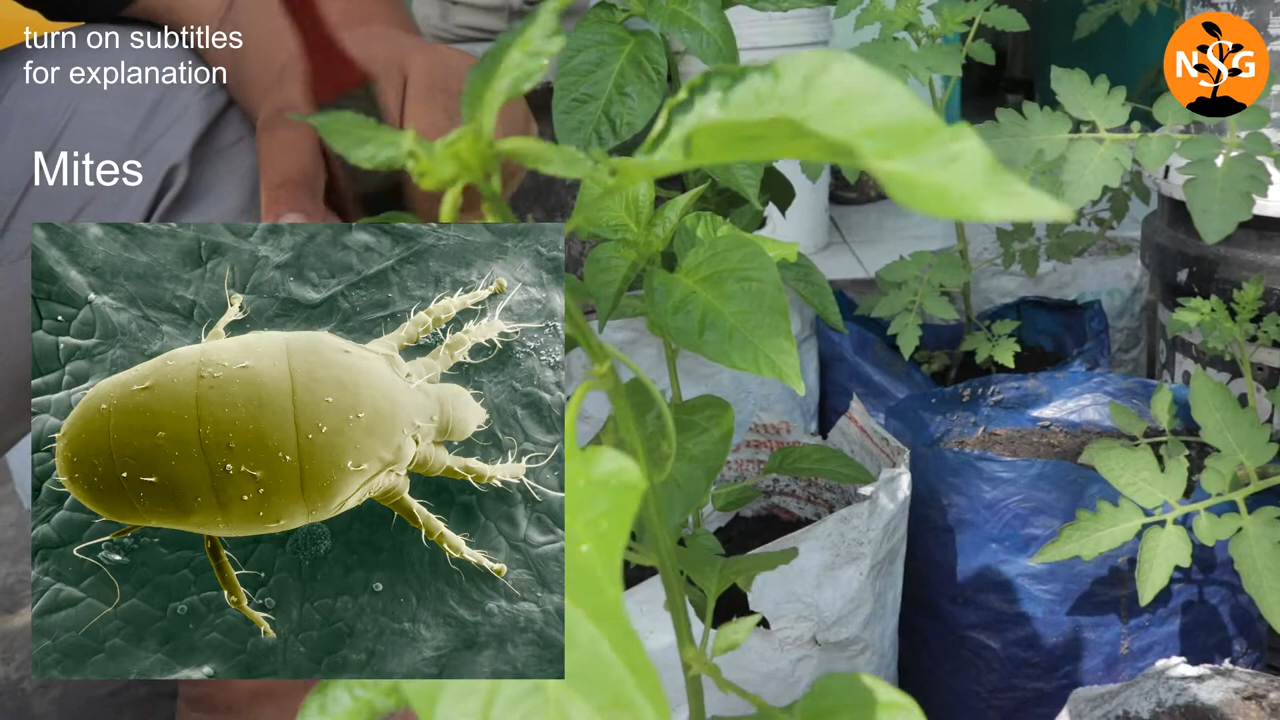 turn on subtitles
for explanation
NSG
Mites